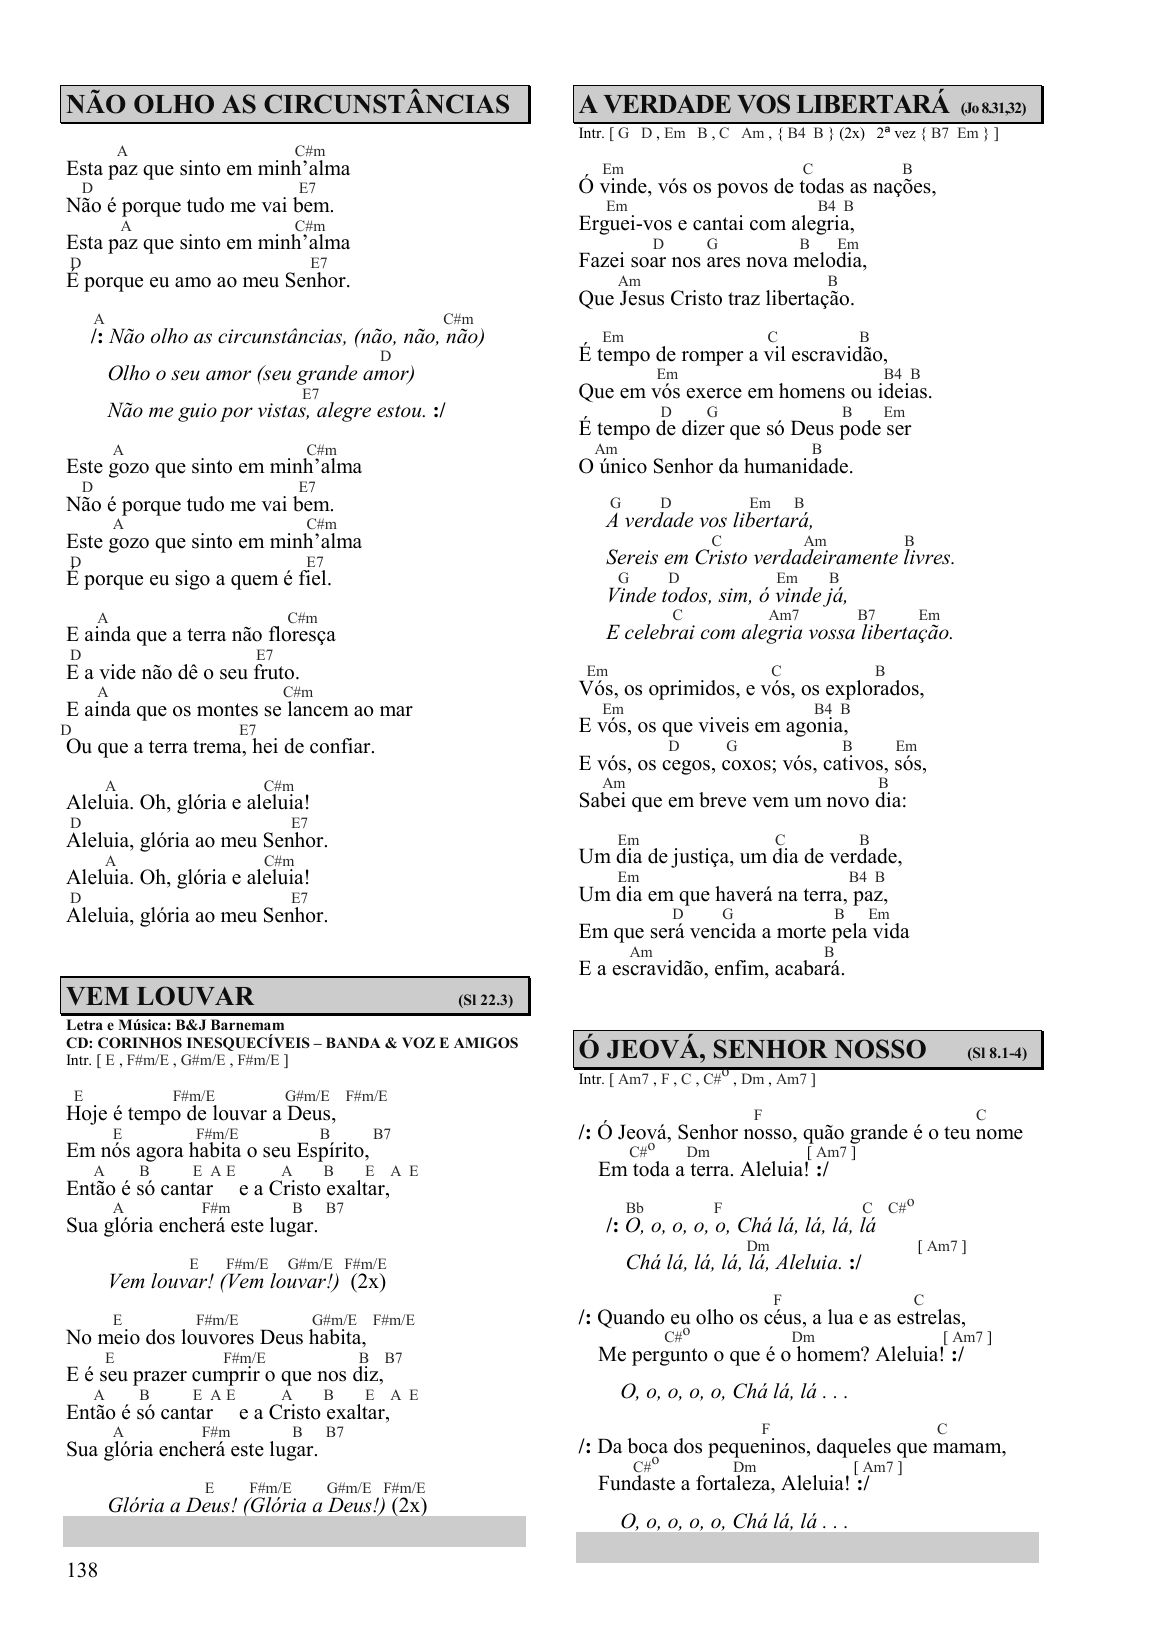 NÃO OLHO AS CIRCUNSTÂNCIAS
A C#m
Esta paz que sinto em minh’alma
D E7
Não é porque tudo me vai bem.
A C#m
Esta paz que sinto em minh’alma
D E7
É porque eu amo ao meu Senhor.
A C#m
/: Não olho as circunstâncias, (não, não, não)
D
Olho o seu amor (seu grande amor)
E7
Não me guio por vistas, alegre estou. :/
A C#m
Este gozo que sinto em minh’alma
D E7
Não é porque tudo me vai bem.
A C#m
Este gozo que sinto em minh’alma
D E7
É porque eu sigo a quem é fiel.
A C#m
E ainda que a terra não floresça
D E7
E a vide não dê o seu fruto.
A C#m
E ainda que os montes se lancem ao mar
D E7
Ou que a terra trema, hei de confiar.
A C#m
Aleluia. Oh, glória e aleluia!
D E7
Aleluia, glória ao meu Senhor.
A C#m
Aleluia. Oh, glória e aleluia!
D E7
Aleluia, glória ao meu Senhor.
VEM LOUVAR (Sl 22.3)
Letra e Música: B&J Barnemam
CD: CORINHOS INESQUECÍVEIS – BANDA & VOZ E AMIGOS
Intr. [ E , F#m/E , G#m/E , F#m/E ]
E F#m/E G#m/E F#m/E
Hoje é tempo de louvar a Deus,
E F#m/E B B7
Em nós agora habita o seu Espírito,
A B E A E A B E A E
Então é só cantar e a Cristo exaltar,
A F#m B B7
Sua glória encherá este lugar.
E F#m/E G#m/E F#m/E
Vem louvar! (Vem louvar!) (2x)
E F#m/E G#m/E F#m/E
No meio dos louvores Deus habita,
E F#m/E B B7
E é seu prazer cumprir o que nos diz,
A B E A E A B E A E
Então é só cantar e a Cristo exaltar,
A F#m B B7
Sua glória encherá este lugar.
E F#m/E G#m/E F#m/E
Glória a Deus! (Glória a Deus!) (2x)
138
A VERDADE VOS LIBERTARÁ (Jo 8.31,32)
Intr. [ G D , Em B , C Am , { B4 B } (2x) 2ª vez { B7 Em } ]
Em C B
Ó vinde, vós os povos de todas as nações,
Em B4 B
Erguei-vos e cantai com alegria,
D G B Em
Fazei soar nos ares nova melodia,
Am B
Que Jesus Cristo traz libertação.
Em C B
É tempo de romper a vil escravidão,
Em B4 B
Que em vós exerce em homens ou ideias.
D G B Em
É tempo de dizer que só Deus pode ser
Am B
O único Senhor da humanidade.
G D Em B
A verdade vos libertará,
C Am B
Sereis em Cristo verdadeiramente livres.
G D Em B
Vinde todos, sim, ó vinde já,
C Am7 B7 Em
E celebrai com alegria vossa libertação.
Em C B
Vós, os oprimidos, e vós, os explorados,
Em B4 B
E vós, os que viveis em agonia,
D G B Em
E vós, os cegos, coxos; vós, cativos, sós,
Am B
Sabei que em breve vem um novo dia:
Em C B
Um dia de justiça, um dia de verdade,
Em B4 B
Um dia em que haverá na terra, paz,
D G B Em
Em que será vencida a morte pela vida
Am B
E a escravidão, enfim, acabará.
Ó JEOVÁ, SENHOR NOSSO (Sl 8.1-4)
Intr. [ Am7 , F , C , C#º , Dm , Am7 ]
F C
/: Ó Jeová, Senhor nosso, quão grande é o teu nome
C#º Dm [ Am7 ]
Em toda a terra. Aleluia! :/
Bb F C C#º
/: O, o, o, o, o, Chá lá, lá, lá, lá
Dm [ Am7 ]
Chá lá, lá, lá, lá, Aleluia. :/
F C
/: Quando eu olho os céus, a lua e as estrelas,
C#º Dm [ Am7 ]
Me pergunto o que é o homem? Aleluia! :/
O, o, o, o, o, Chá lá, lá . . .
F C
/: Da boca dos pequeninos, daqueles que mamam,
C#º Dm [ Am7 ]
Fundaste a fortaleza, Aleluia! :/
O, o, o, o, o, Chá lá, lá . . .